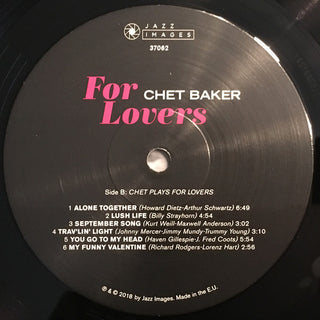 JAZZ
IMAGES
37062
For CHET BAKER
Lovers
Side B: CHET PLAYS FOR LOVERS
1 ALONE TOGETHER (Howard Dietz-Arthur Schwartz) 6:49
2 LUSH LIFE (Billy Strayhorn) 4:54
3 SEPTEMBER SONG (Kurt Weill-Maxwell Anderson) 3:02
4 TRAV'LIN' LIGHT (Johnny Mercer-Jimmy Mundy-Trummy Young) 3:10
5 YOU GO TO MY HEAD (Haven Gillespie-J. Fred Coots) 5:54
6 MY FUNNY VALENTINE (Richard Rodgers-Lorenz Hart) 2:56
℗ & © 2018 by Jazz Images. Made in the E.U.